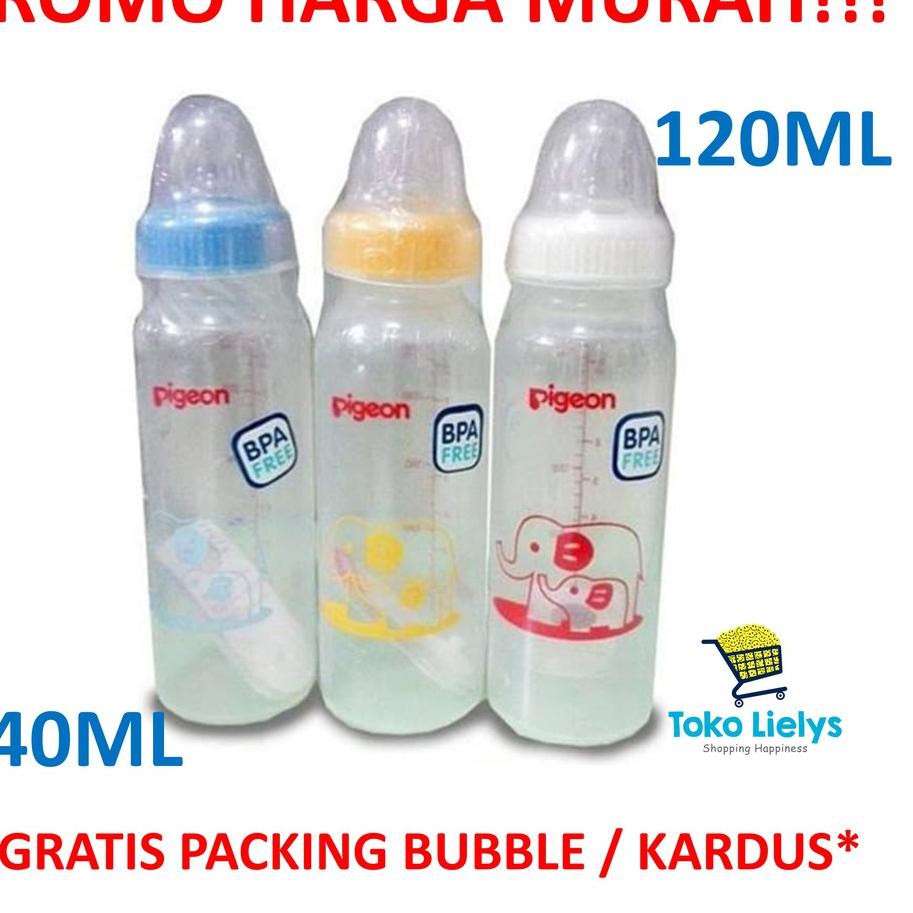 ROMO HARGA MURAH!!!
120ML
pigeon
pigeon
pigeon
BPA
FREE
BPA
FREE
BPA
FREE
Toko Lielys
Shopping Happiness
40ML
GRATIS PACKING BUBBLE / KARDUS*